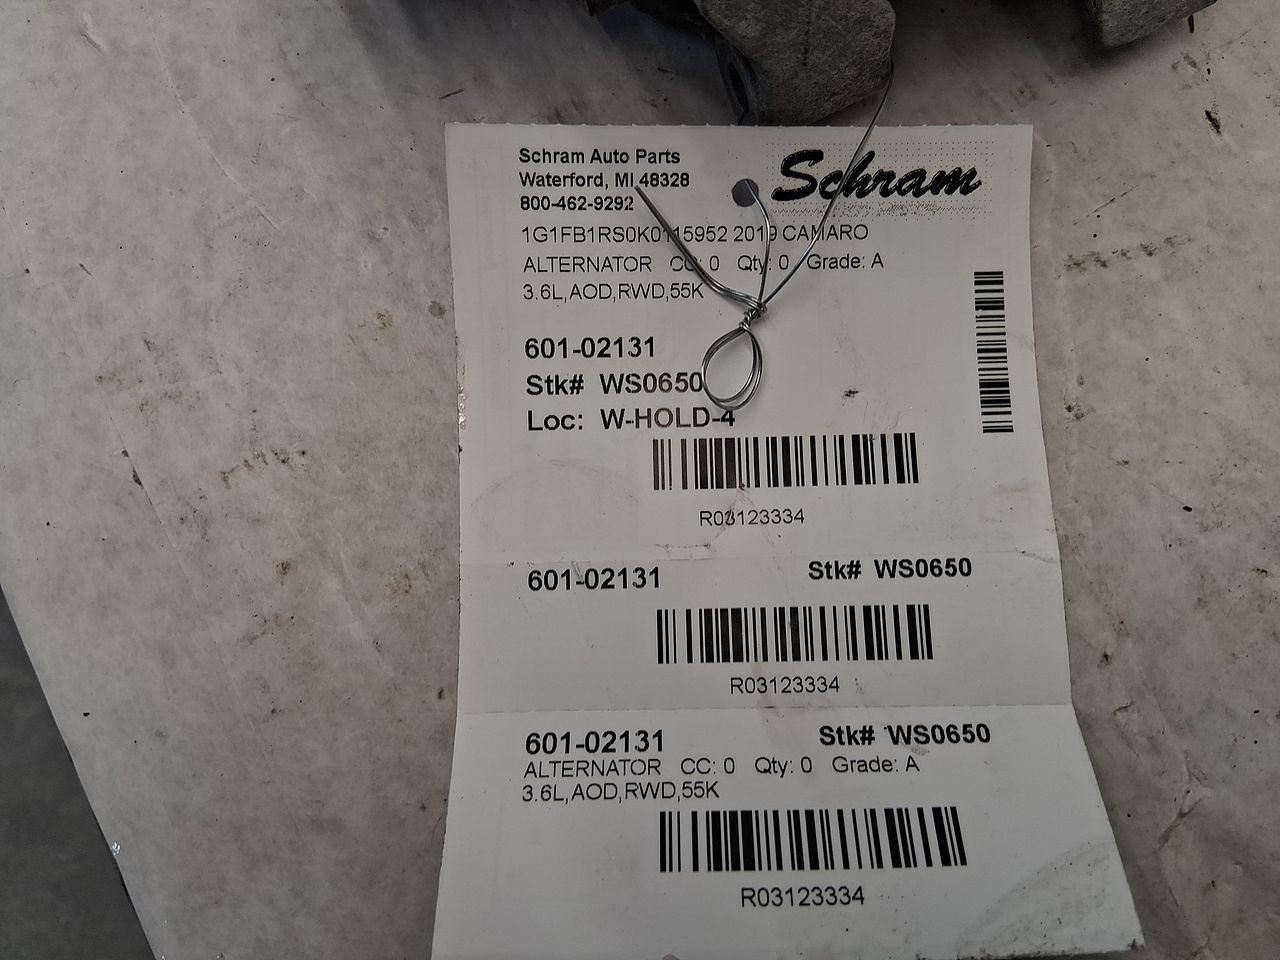 Schram Auto Parts
Schram
Waterford, MI 48328
800-462-9292
1G1FB1RS0K0115952 2019 CAMARO
ALTERNATOR CC: 0 Qty: 0 Grade: A
3.6L,AOD,RWD,55K
601-02131
Stk# WS0650
Loc: W-HOLD-4
R03123334
601-02131 Stk# WS0650
R03123334
601-02131 Stk# WS0650
ALTERNATOR CC: 0 Qty: 0 Grade: A
3.6L,AOD,RWD,55K
R03123334